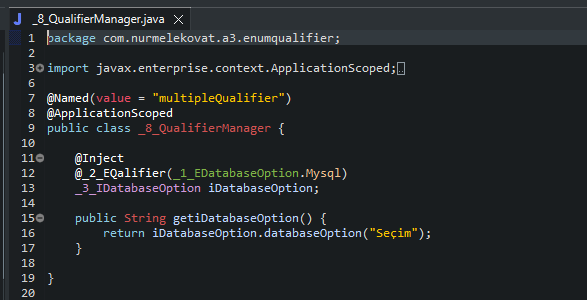 _8_QualifierManager.java
1 package com.nurmelekovat.a3.enumqualifier;
2
3 import javax.enterprise.context.ApplicationScoped;
6
7 @Named(value = "multipleQualifier")
8 @ApplicationScoped
9 public class _8_QualifierManager {
10
11 @Inject
12 @_2_EQalifier(_1_EDatabaseOption.Mysql)
13 _3_IDatabaseOption iDatabaseOption;
14
15 public String getiDatabaseOption() {
16 return iDatabaseOption.databaseOption("Seçim");
17 }
18
19 }
20